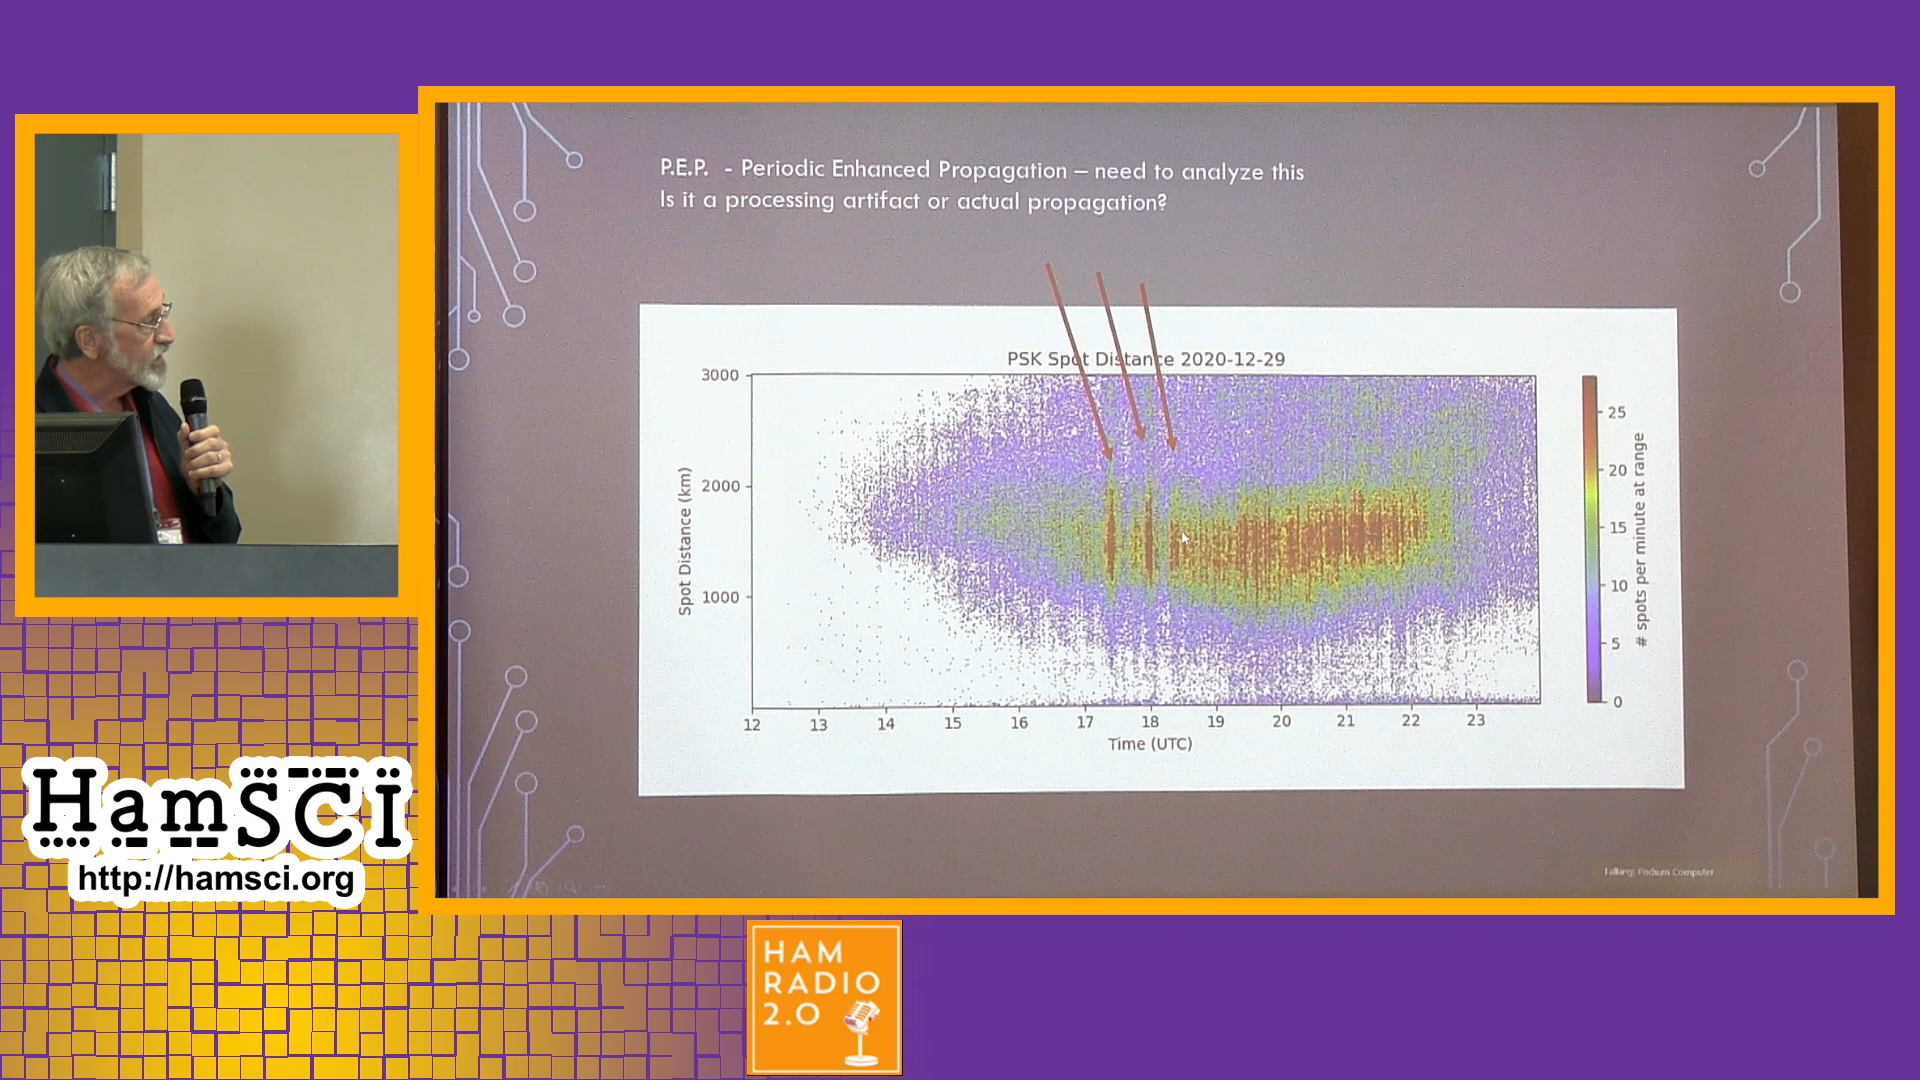 P.E.P. - Periodic Enhanced Propagation – need to analyze this
Is it a processing artifact or actual propagation?
PSK Spot Distance 2020-12-29
3000
2000
1000
Spot Distance (km)
12 13 14 15 16 17 18 19 20 21 22 23
Time (UTC)
25
20
15
10
5
0
# spots per minute at range
Talking: Podium Computer
HamSCI
http://hamsci.org
HAM
RADIO
2.0